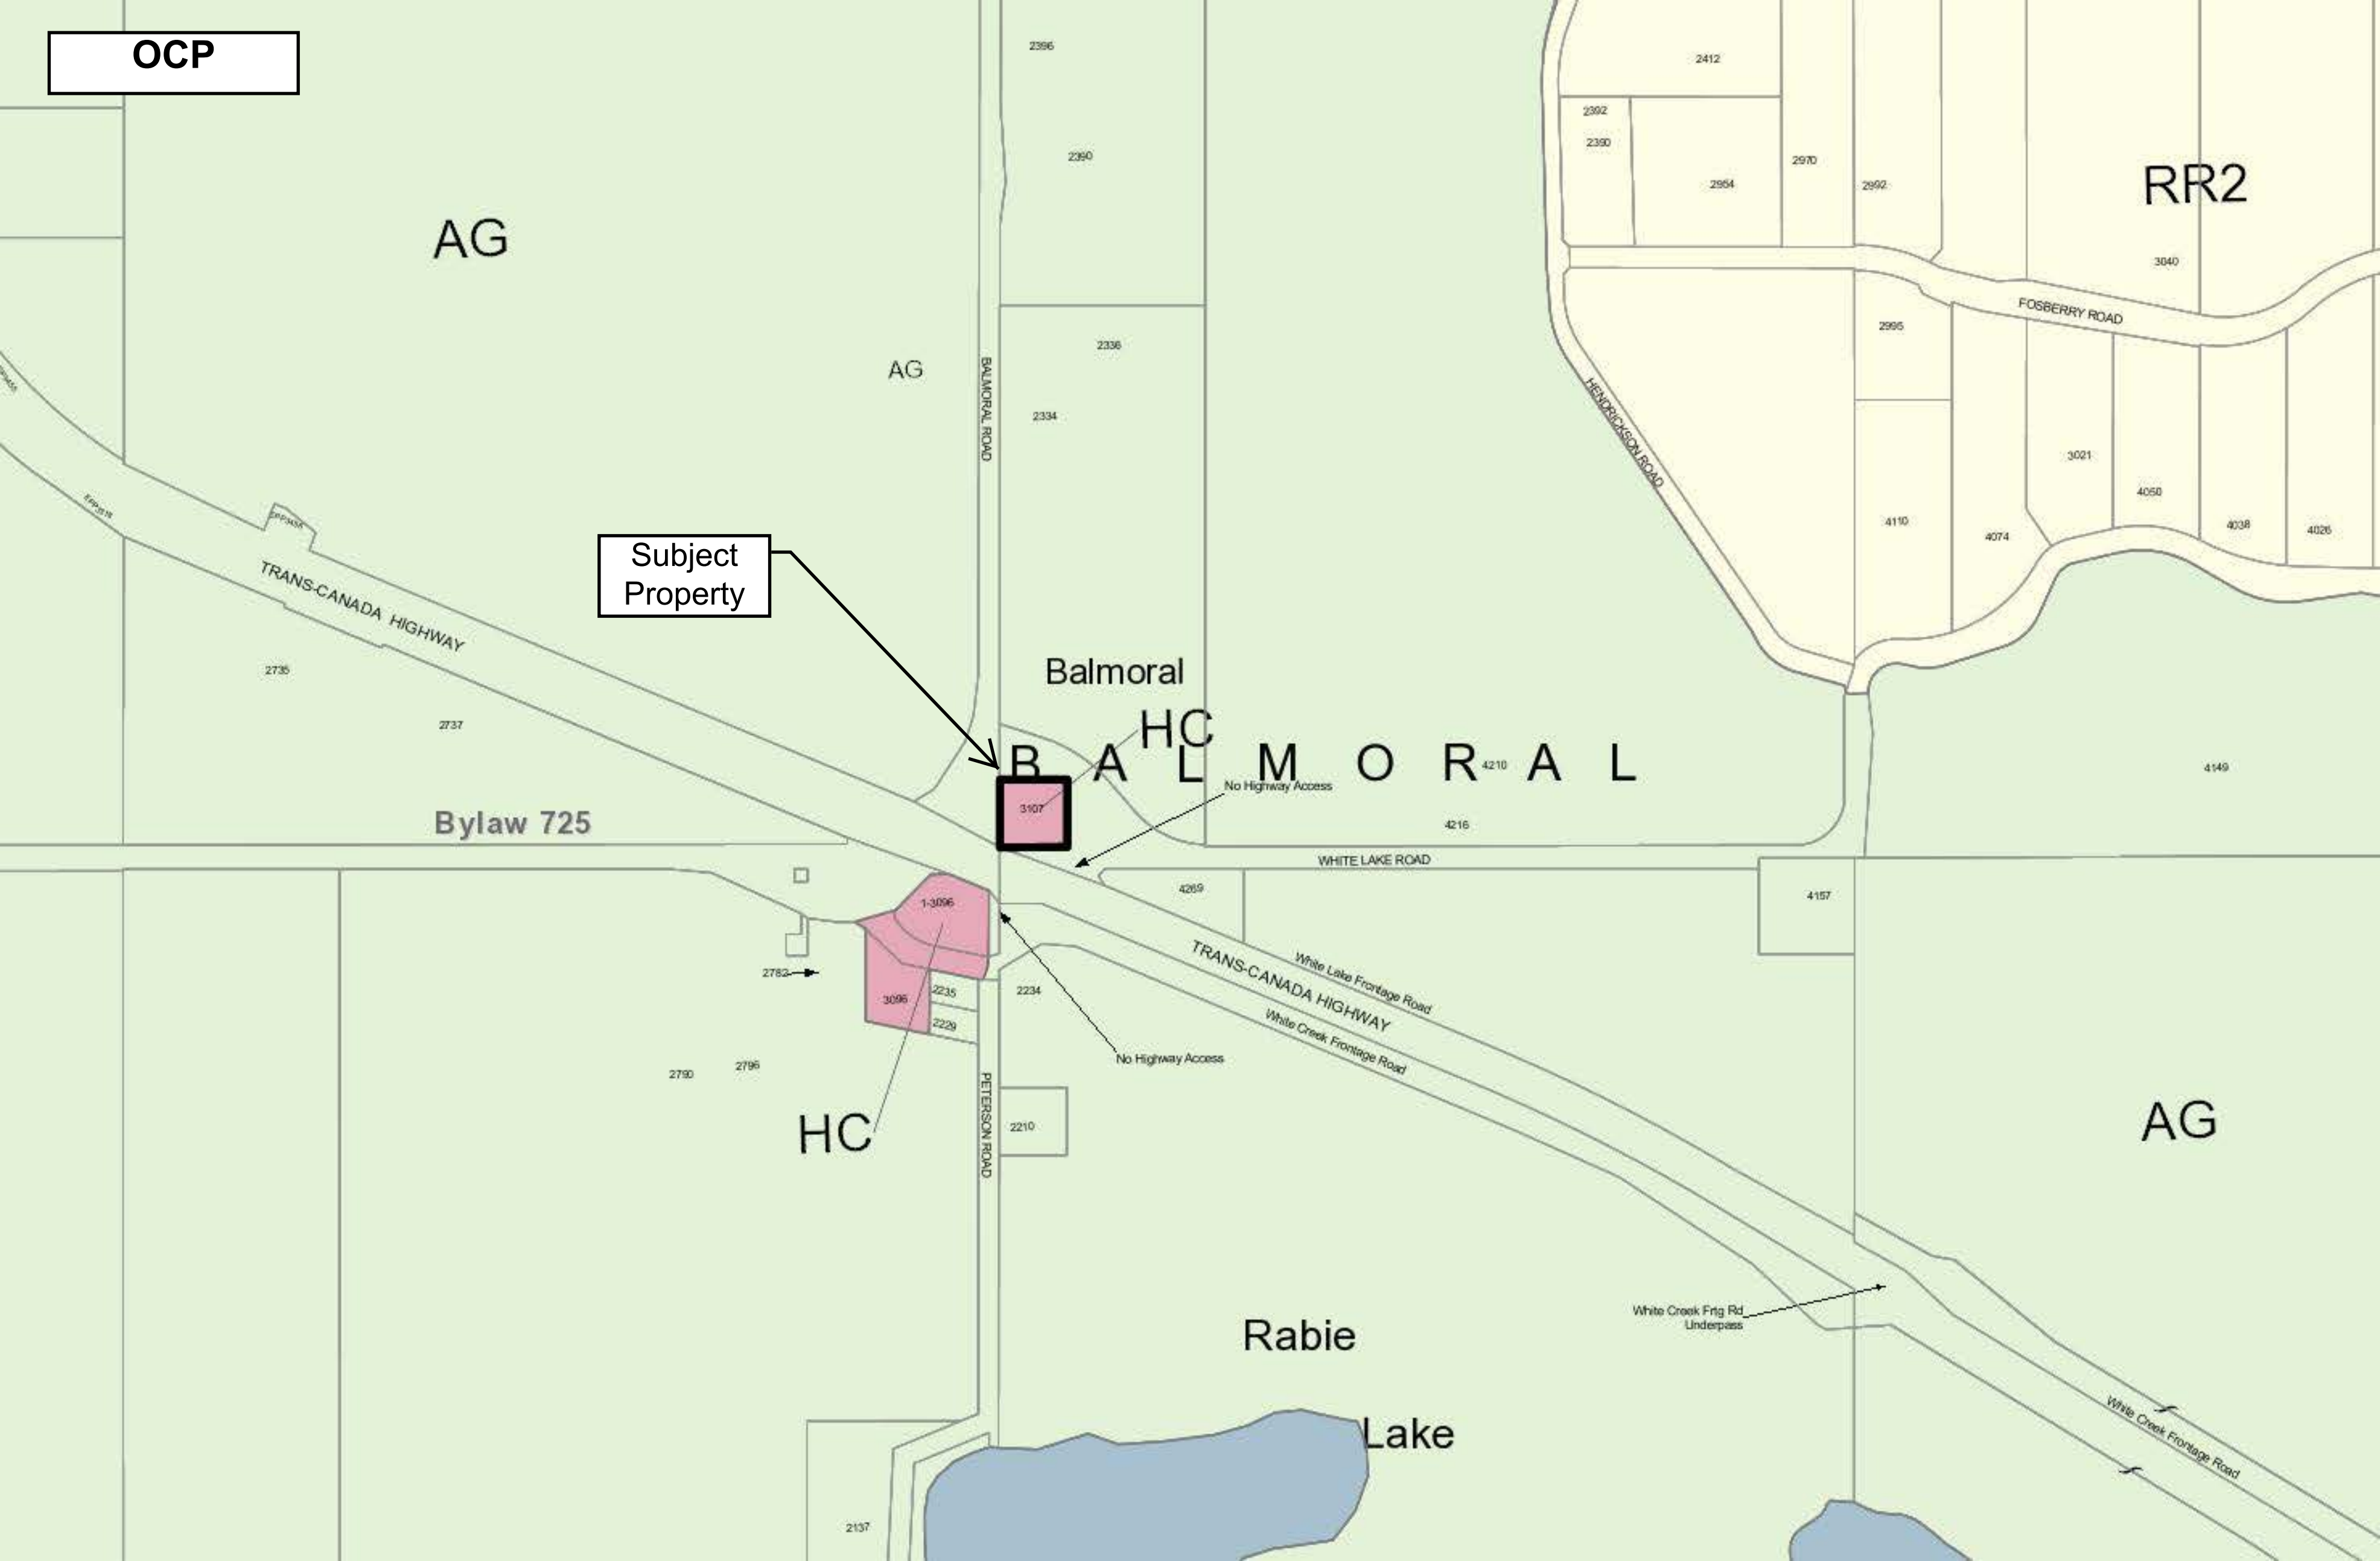 OCP
2396
2412
2392
2390
2390
2954
2970
2992
RR2
AG
3040
FOSBERRY ROAD
2995
2336
AG
BALMORAL ROAD
2334
HENDRICKSON ROAD
3021
4050
4038
4026
4110
4074
Subject
Property
TRANS-CANADA HIGHWAY
2735
2737
Balmoral
HC
B A L M O R A L
4210
4149
No Highway Access
3107
Bylaw 725
4216
WHITE LAKE ROAD
4269
4157
1-3096
2782
3096
2235
2234
2229
TRANS-CANADA HIGHWAY
White Lake Frontage Road
White Creek Frontage Road
No Highway Access
2790
2796
PETERSON ROAD
2210
HC
AG
White Creek Frtg Rd
Underpass
Rabie
Lake
White Creek Frontage Road
2137